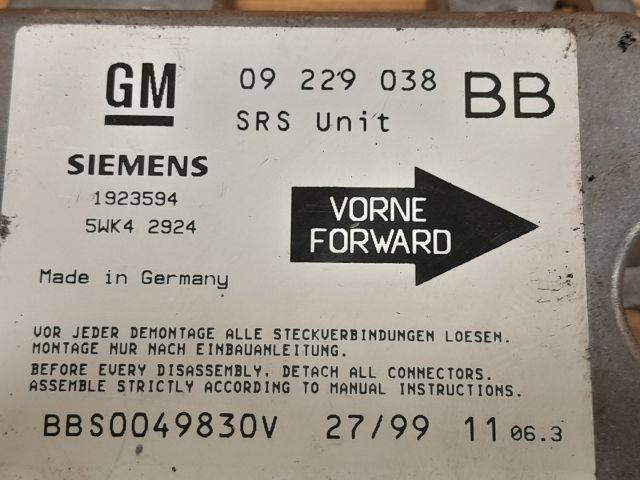 GM 09 229 038 BB
SRS Unit
SIEMENS
1923594
5WK4 2924
VORNE
FORWARD
Made in Germany
VOR JEDER DEMONTAGE ALLE STECKVERBINDUNGEN LOESEN.
MONTAGE NUR NACH EINBAUANLEITUNG.
BEFORE EVERY DISASSEMBLY, DETACH ALL CONNECTORS.
ASSEMBLE STRICTLY ACCORDING TO MANUAL INSTRUCTIONS.
BBS0049830V 27/99 11 06.3